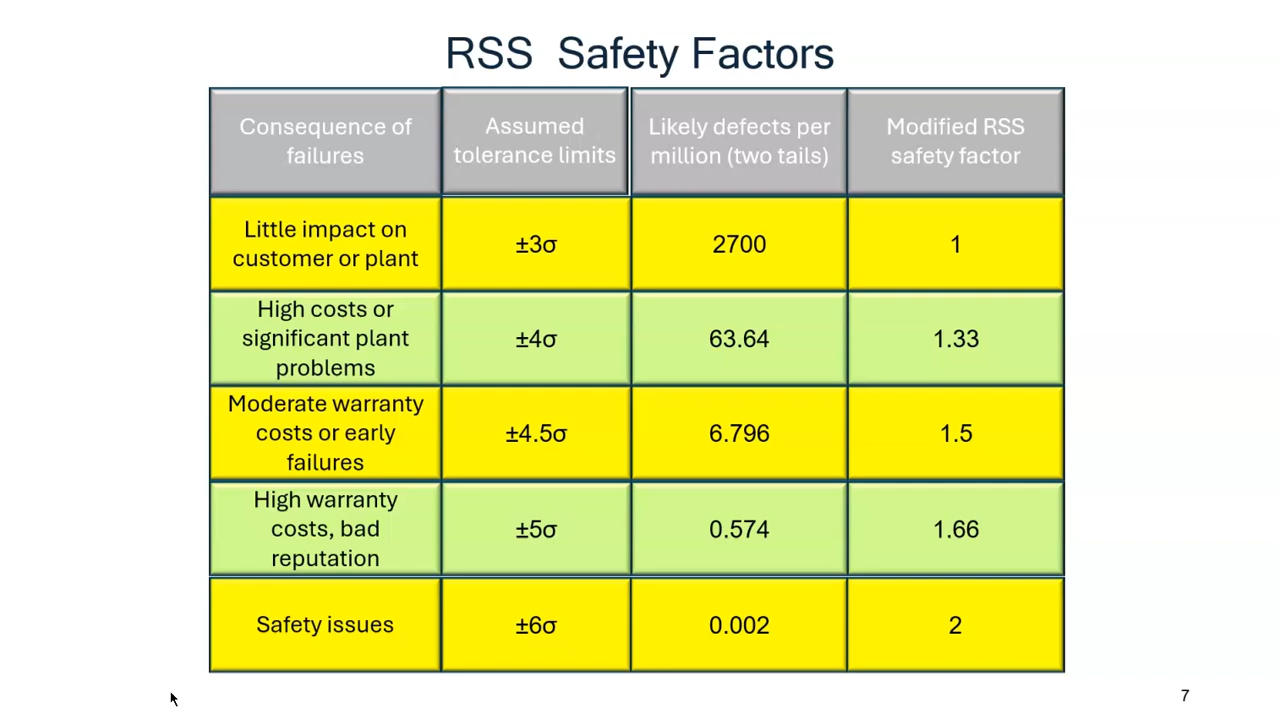 RSS  Safety Factors
Consequence of
failures
Assumed
tolerance limits
Likely defects per
million (two tails)
Modified RSS
safety factor
Little impact on
customer or plant
±3σ
2700
1
High costs or
significant plant
problems
±4σ
63.64
1.33
Moderate warranty
costs or early
failures
±4.5σ
6.796
1.5
High warranty
costs, bad
reputation
±5σ
0.574
1.66
Safety issues
±6σ
0.002
2
7